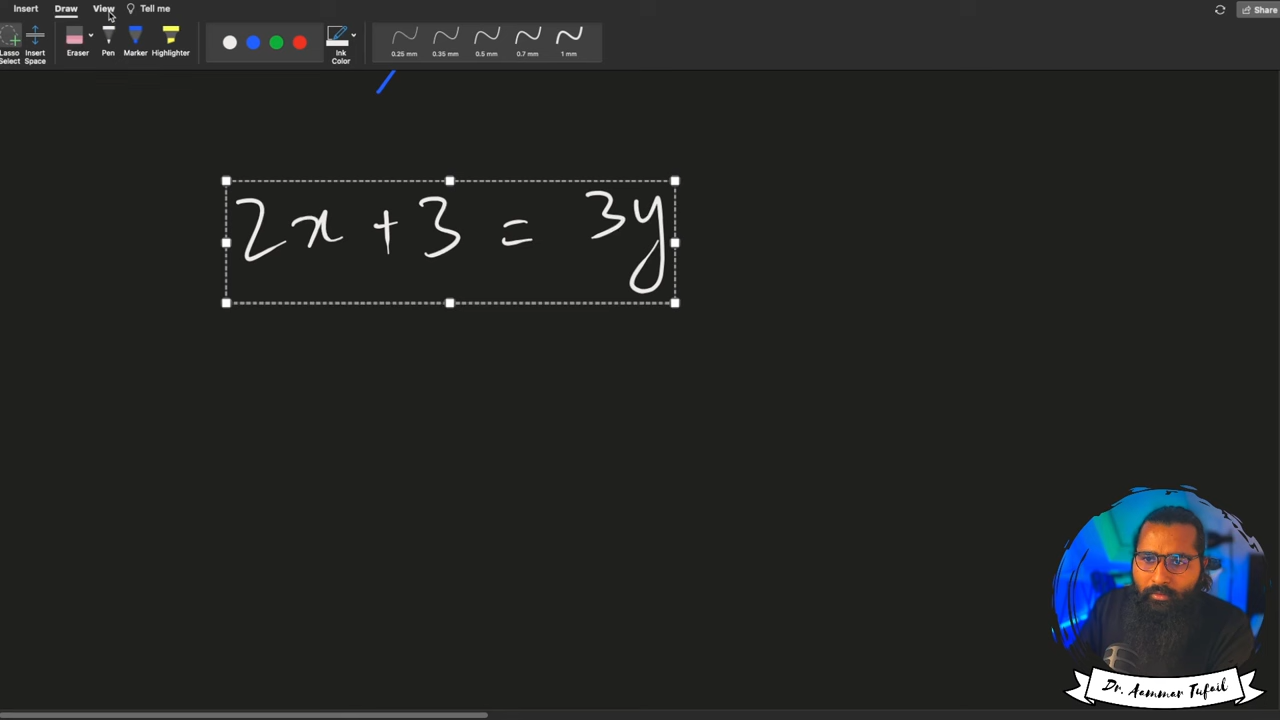 Insert Draw View Tell me Share
Lasso Select Insert Space Eraser Pen Marker Highlighter Ink Color 0.25 mm 0.35 mm 0.5 mm 0.7 mm 1 mm
2x + 3 = 3y
Dr. Aammar Tufail